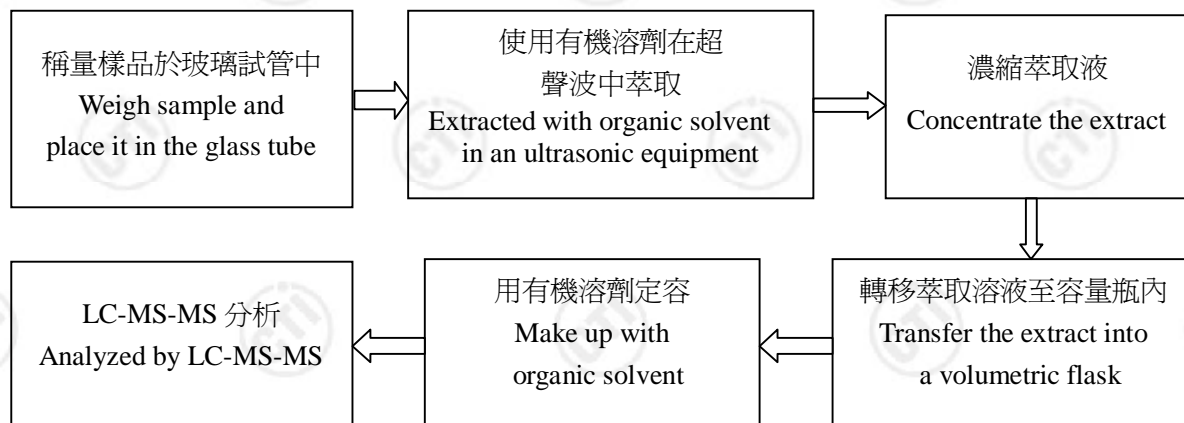 稱量樣品於玻璃試管中
Weigh sample and
place it in the glass tube
使用有機溶劑在超
聲波中萃取
Extracted with organic solvent
in an ultrasonic equipment
濃縮萃取液
Concentrate the extract
轉移萃取溶液至容量瓶內
Transfer the extract into
a volumetric flask
用有機溶劑定容
Make up with
organic solvent
LC-MS-MS 分析
Analyzed by LC-MS-MS